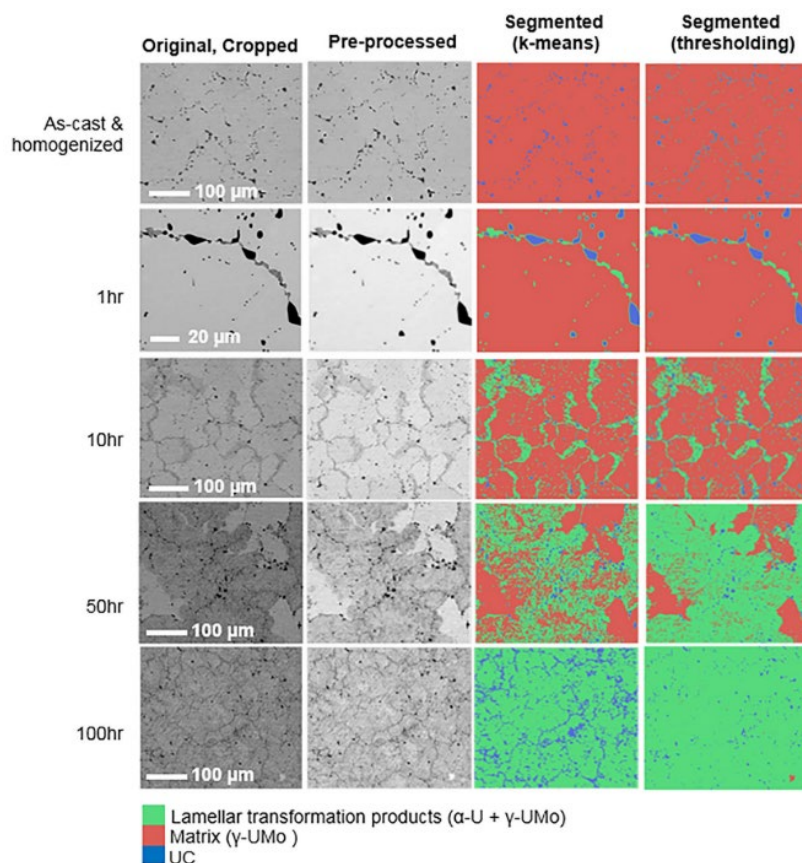 Original, Cropped
Pre-processed
Segmented
(k-means)
Segmented
(thresholding)
As-cast &
homogenized
100 µm
1hr
20 µm
10hr
100 µm
50hr
100 µm
100hr
100 µm
Lamellar transformation products (α-U + γ-UMo)
Matrix (γ-UMo )
UC